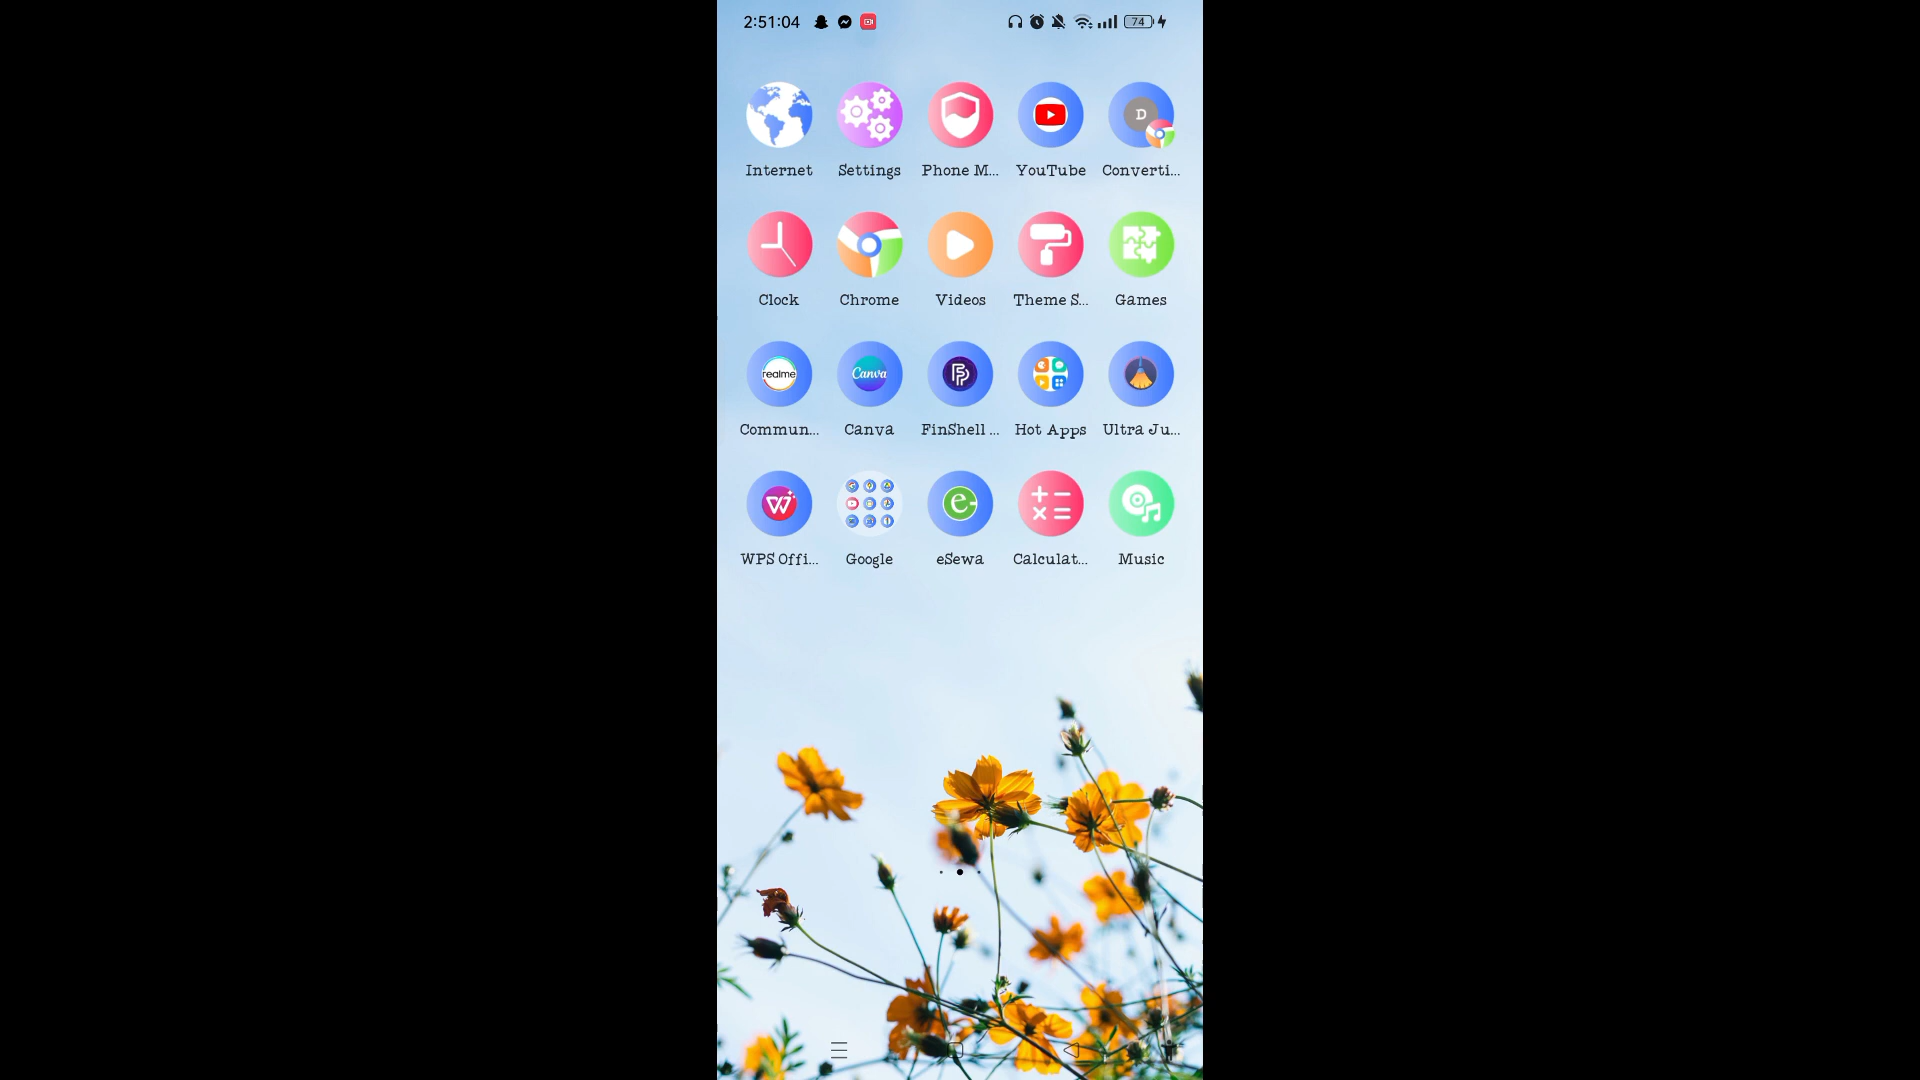 2:51:04 74
D
Internet Settings Phone M... YouTube Converti...
Clock Chrome Videos Theme S... Games
realme Canva
Commun... Canva FinShell ... Hot Apps Ultra Ju...
WPS Offi... Google eSewa Calculat... Music